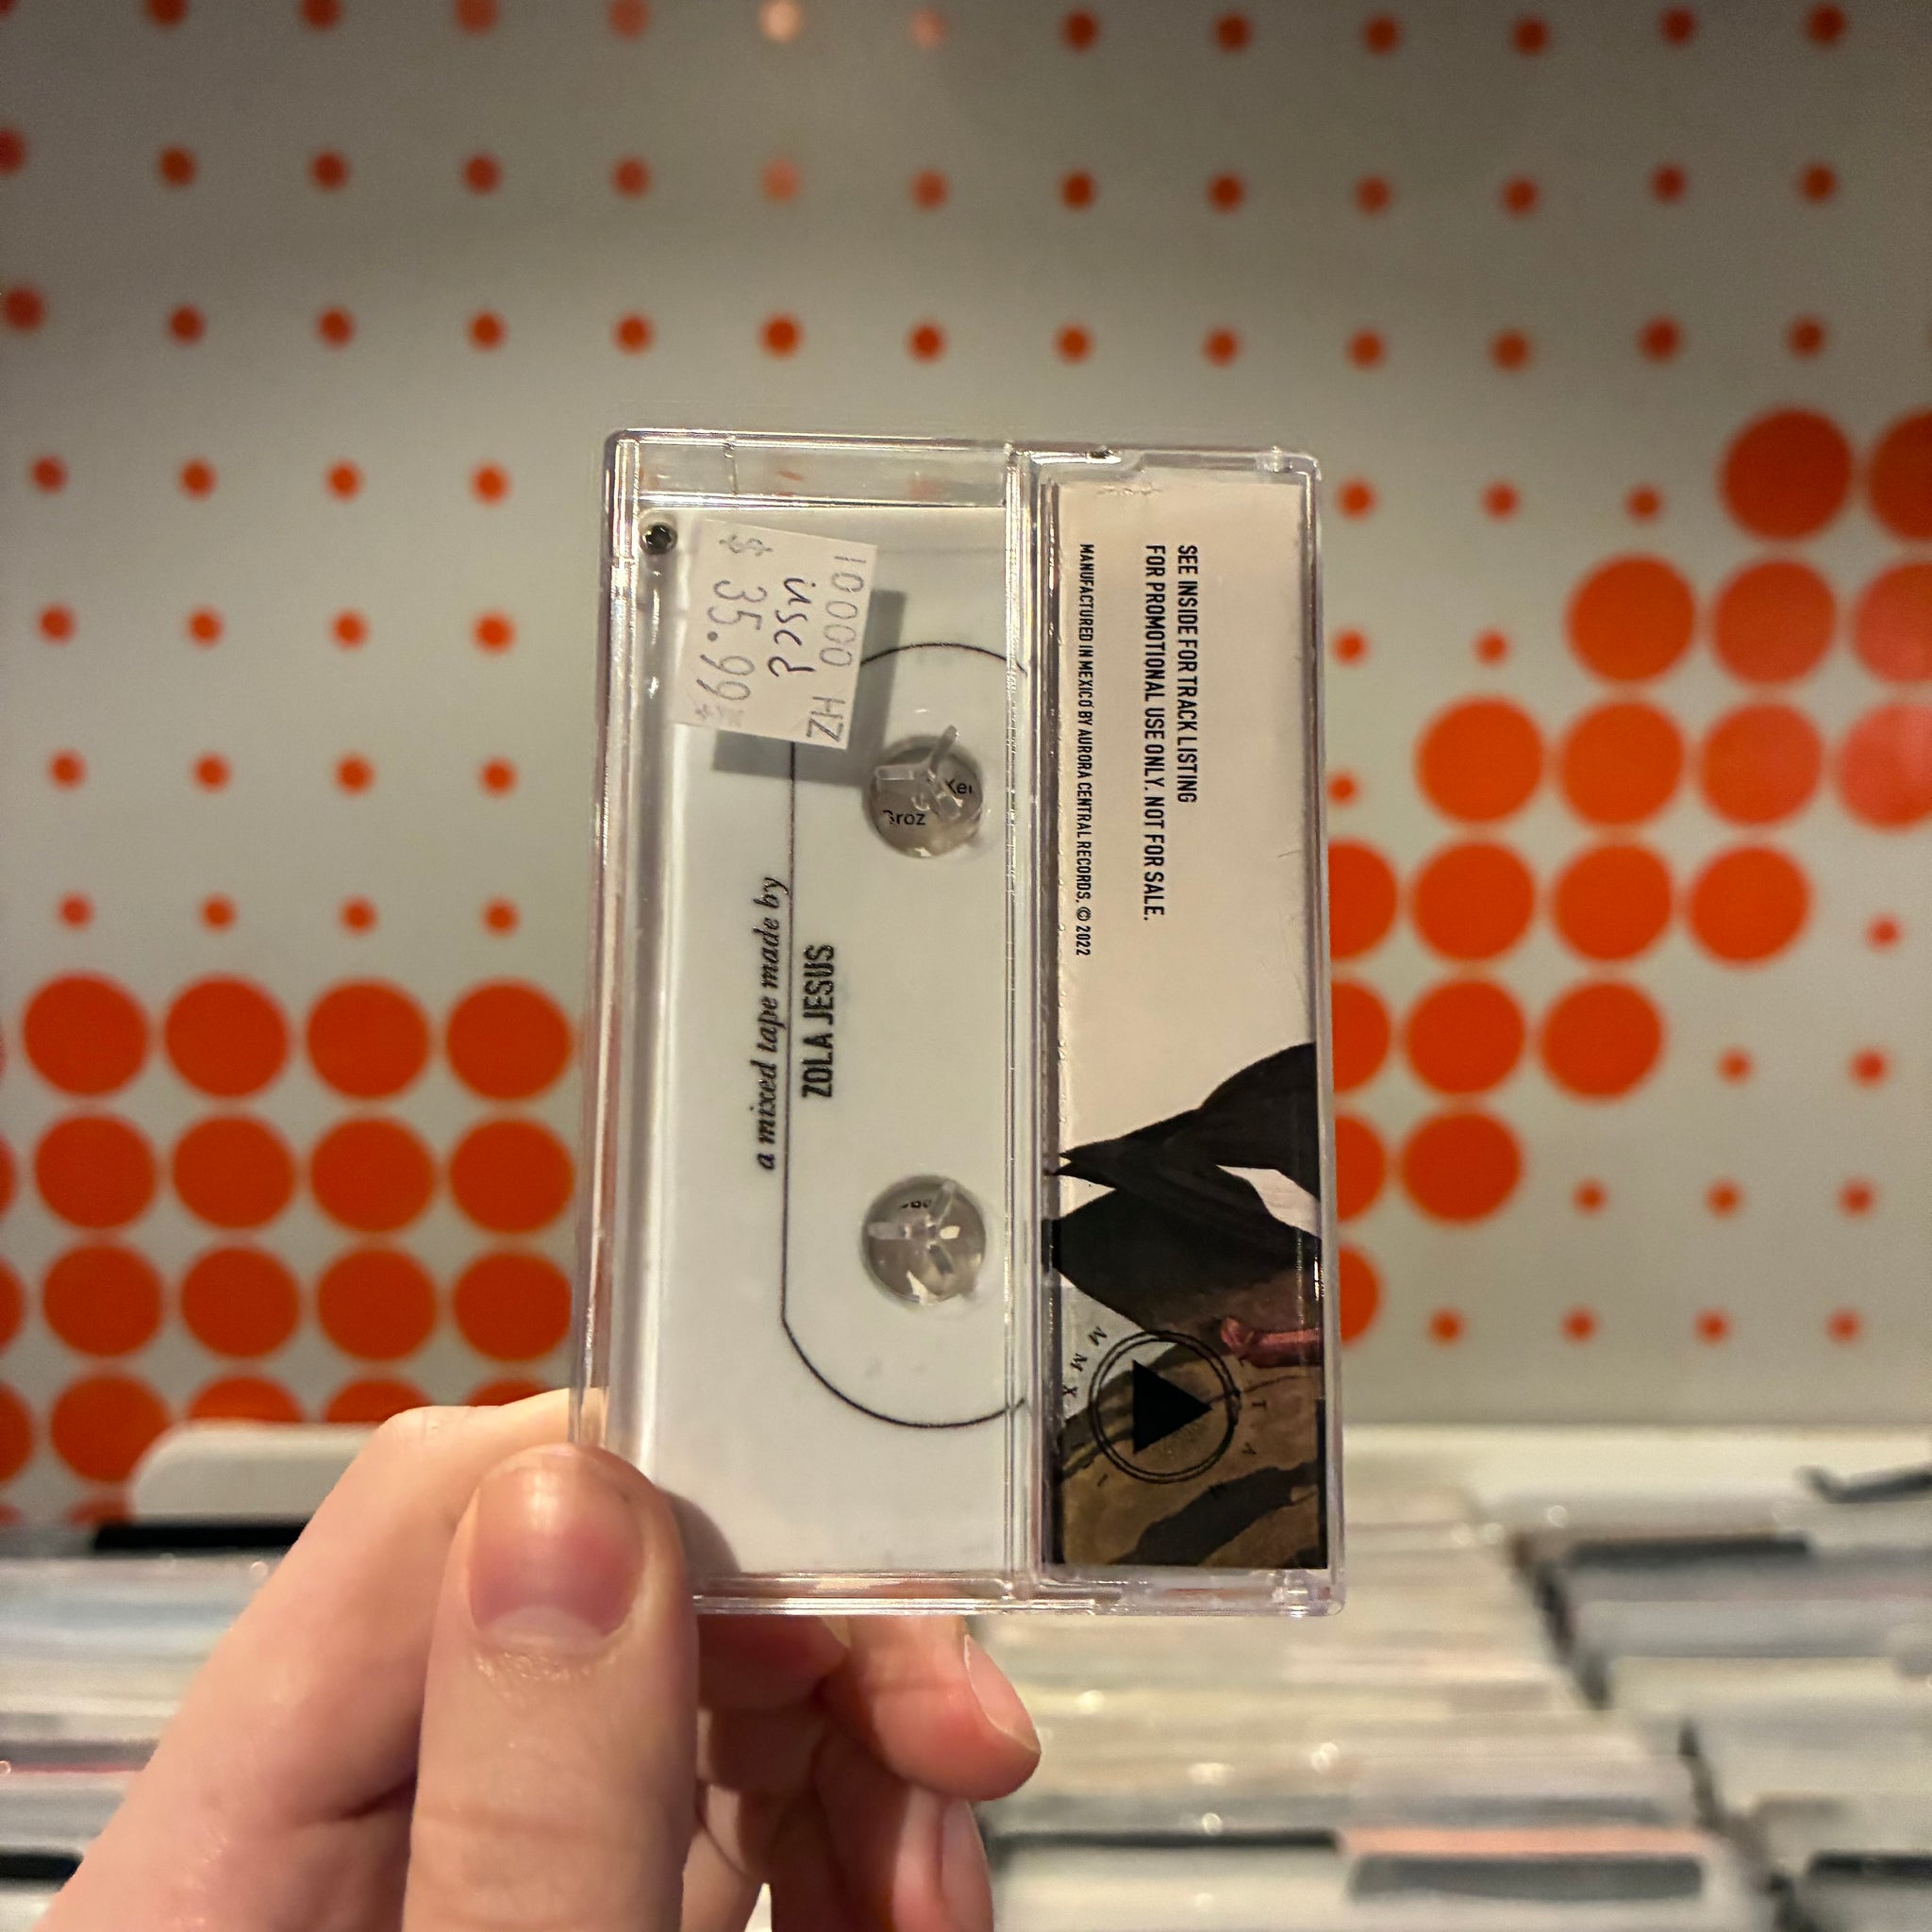 10000 HZ
used
$ 35.99
a mixed tape made by
ZOLA JESUS
SEE INSIDE FOR TRACK LISTING
FOR PROMOTIONAL USE ONLY. NOT FOR SALE.
MANUFACTURED IN MEXICO BY AURORA CENTRAL RECORDS. © 2022